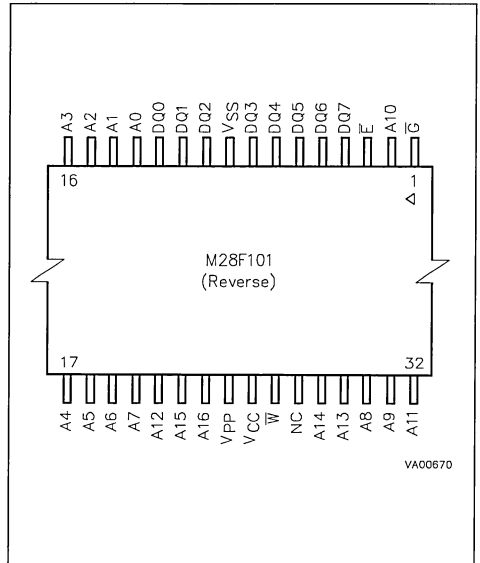 A3 A2 A1 A0 DQ0 DQ1 DQ2 VSS DQ3 DQ4 DQ5 DQ6 DQ7 E̅ A10 G̅
16 1
M28F101
(Reverse)
17 32
A4 A5 A6 A7 A12 A15 A16 VPP VCC W̅ NC A14 A13 A8 A9 A11
VA00670